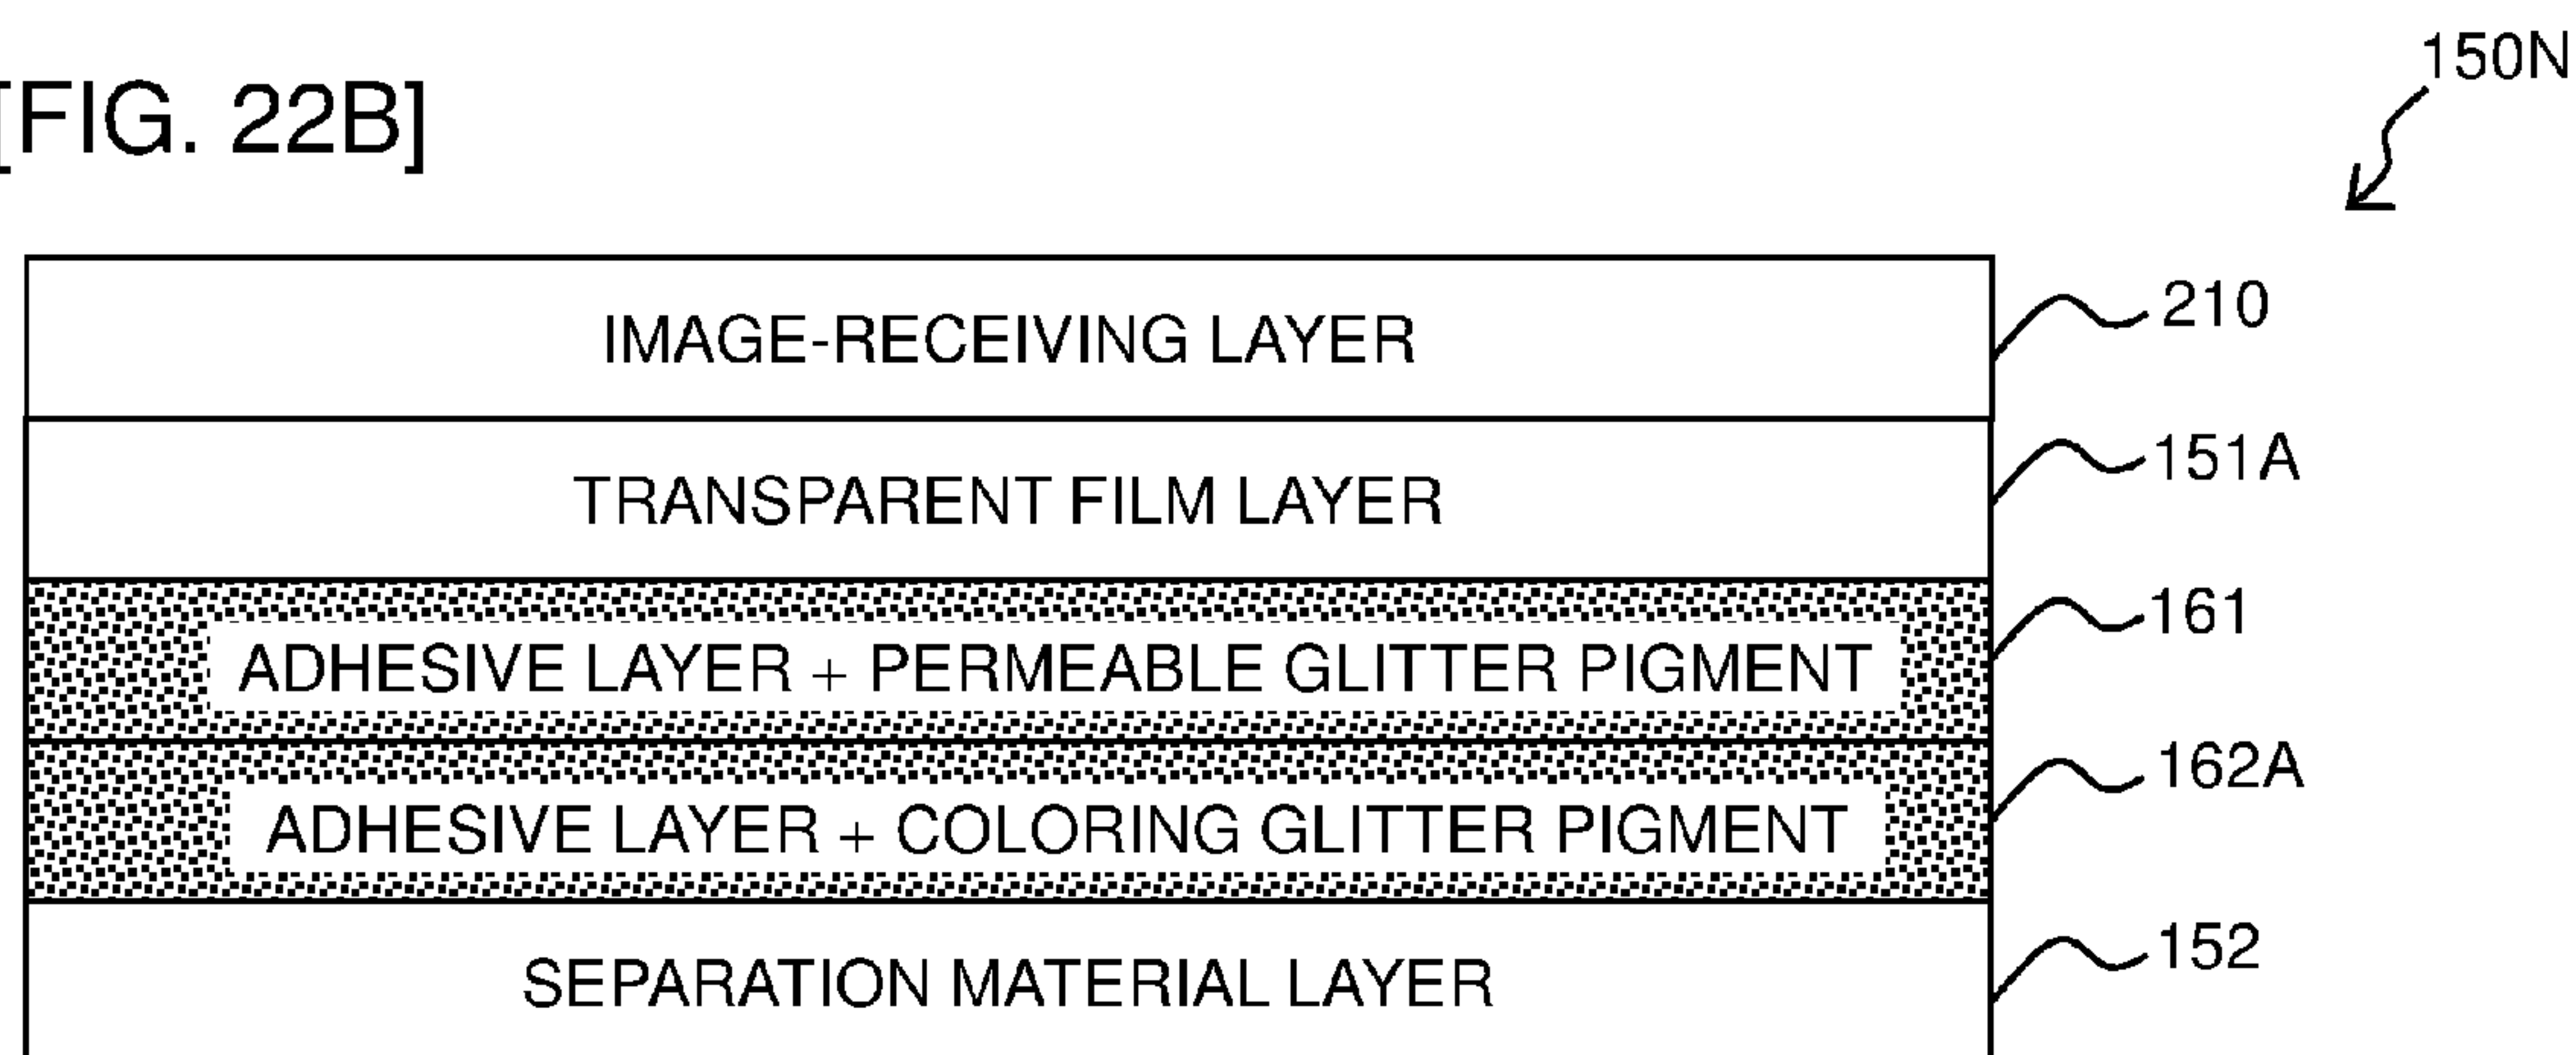 150N
[FIG. 22B]
IMAGE-RECEIVING LAYER 210
TRANSPARENT FILM LAYER 151A
ADHESIVE LAYER + PERMEABLE GLITTER PIGMENT 161
ADHESIVE LAYER + COLORING GLITTER PIGMENT 162A
SEPARATION MATERIAL LAYER 152